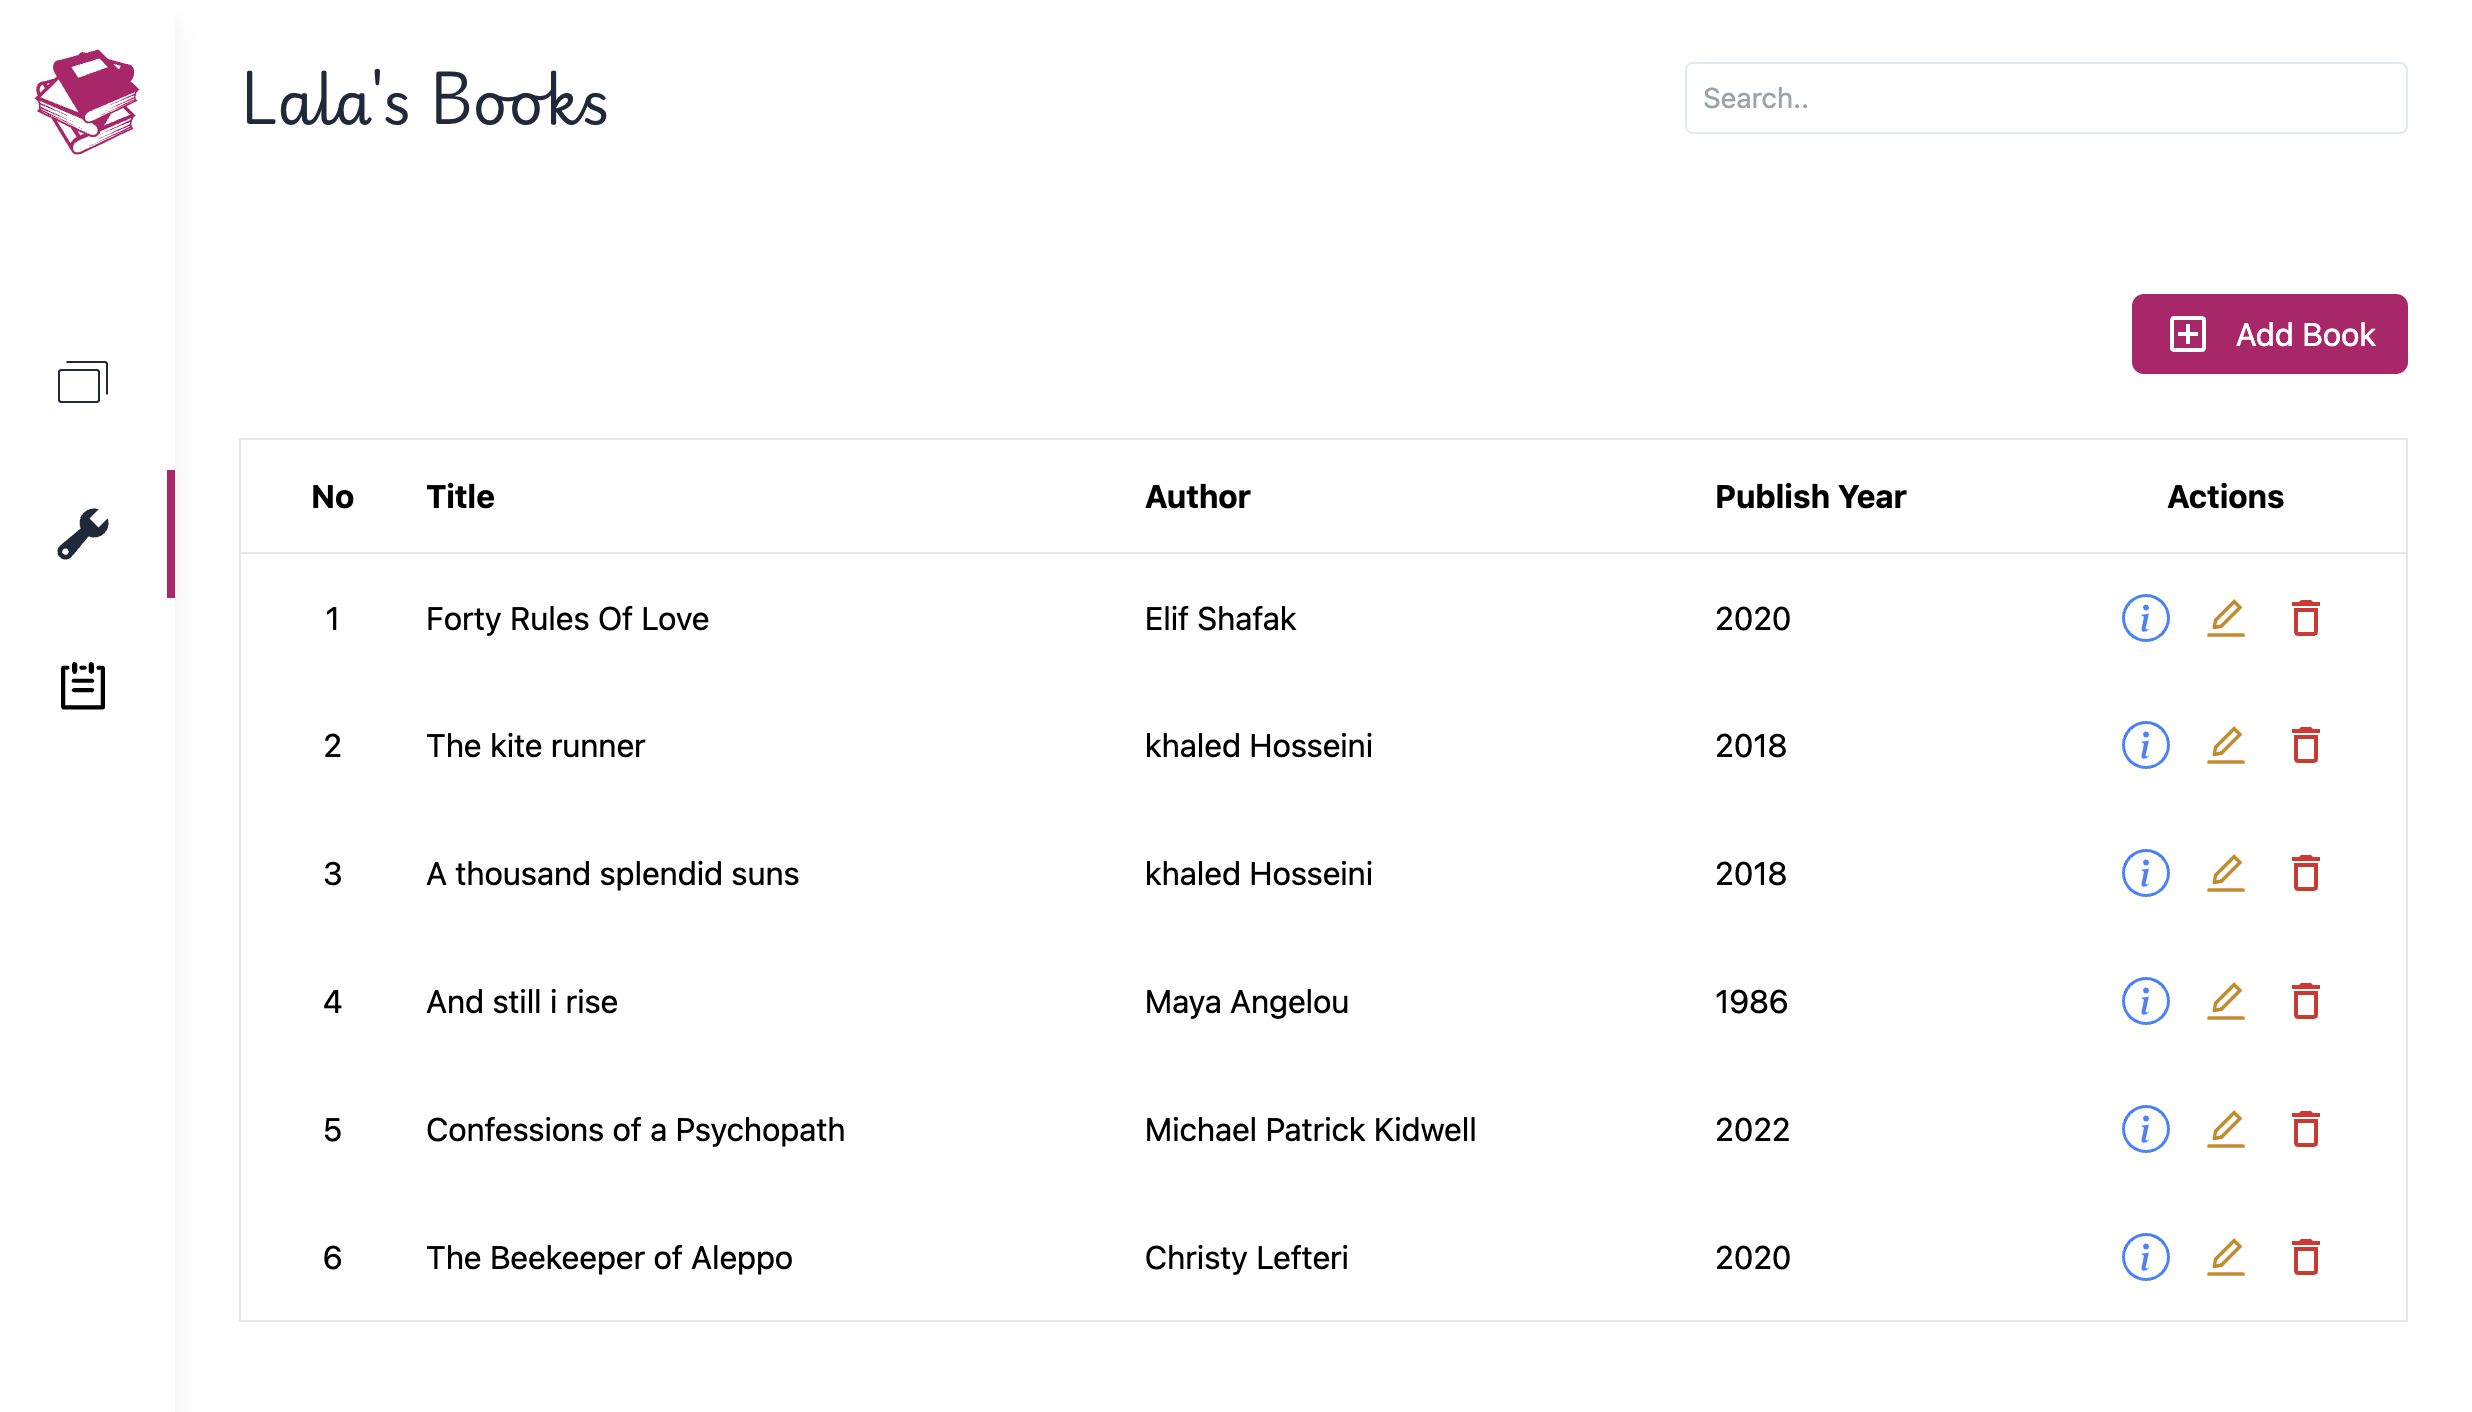 Lala's Books
Search..
Add Book
No Title Author Publish Year Actions
1 Forty Rules Of Love Elif Shafak 2020
2 The kite runner khaled Hosseini 2018
3 A thousand splendid suns khaled Hosseini 2018
4 And still i rise Maya Angelou 1986
5 Confessions of a Psychopath Michael Patrick Kidwell 2022
6 The Beekeeper of Aleppo Christy Lefteri 2020